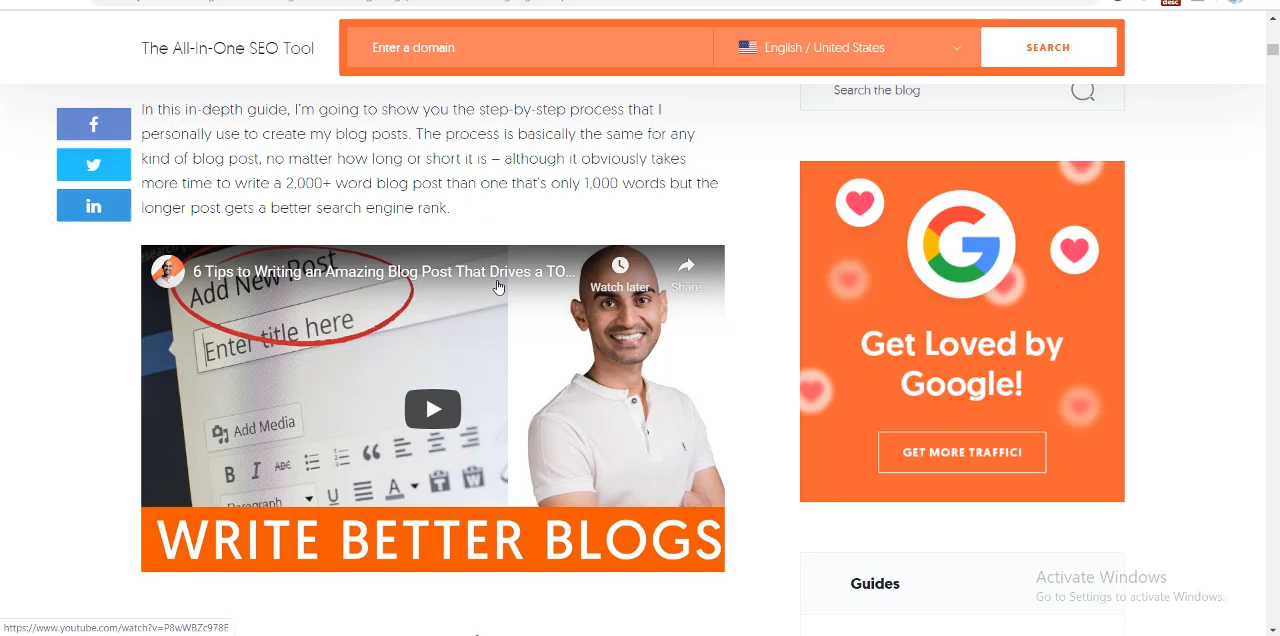 desc
The All-In-One SEO Tool
Enter a domain
English / United States
SEARCH
Search the blog
In this in-depth guide, I'm going to show you the step-by-step process that I
personally use to create my blog posts. The process is basically the same for any
kind of blog post, no matter how long or short it is – although it obviously takes
more time to write a 2,000+ word blog post than one that's only 1,000 words but the
longer post gets a better search engine rank.
f
in
6 Tips to Writing an Amazing Blog Post That Drives a TO...
Watch later
Share
Add New Post
Enter title here
Add Media
B I ABC
Paragraph
U A T W
WRITE BETTER BLOGS
G
Get Loved by
Google!
GET MORE TRAFFIC!
Guides
Activate Windows
Go to Settings to activate Windows.
https://www.youtube.com/watch?v=P8wWBZc978E